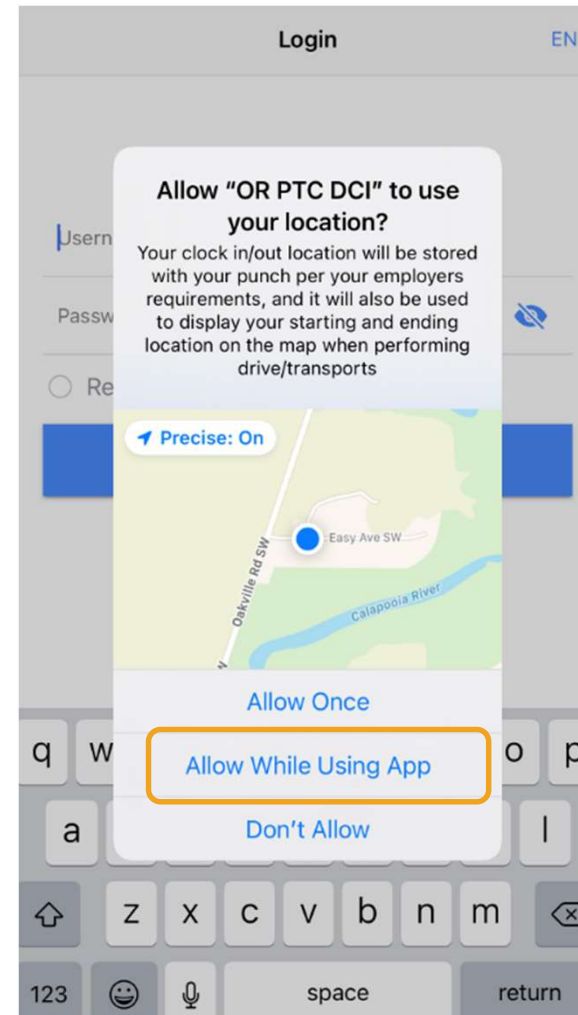 Login
EN
Allow “OR PTC DCI” to use
your location?
Usern
Your clock in/out location will be stored
with your punch per your employers
requirements, and it will also be used
Passw
to display your starting and ending
location on the map when performing
drive/transports
Re
Precise: On
Easy Ave SW
Oakville Rd SW
Calapooia River
W
Allow Once
Allow While Using App
Don’t Allow
q w o p
a l
z x c v b n m
123 space return